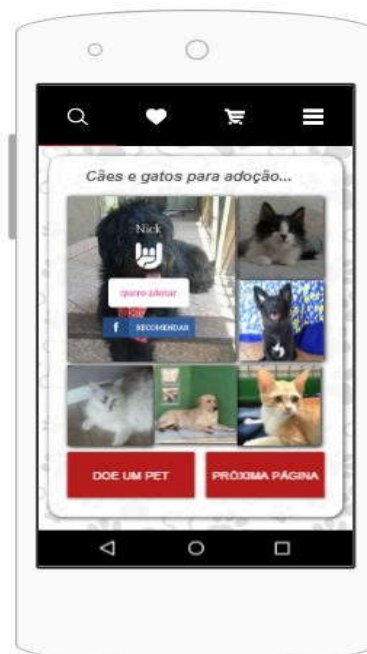 Cães e gatos para adoção...
Nick
quero adotar
f RECOMENDAR
DOE UM PET
PRÓXIMA PÁGINA